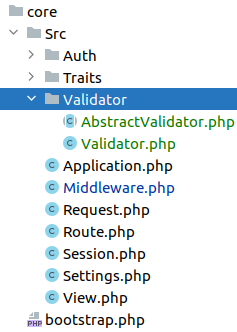 core
Src
Auth
Traits
Validator
AbstractValidator.php
Validator.php
Application.php
Middleware.php
Request.php
Route.php
Session.php
Settings.php
View.php
bootstrap.php